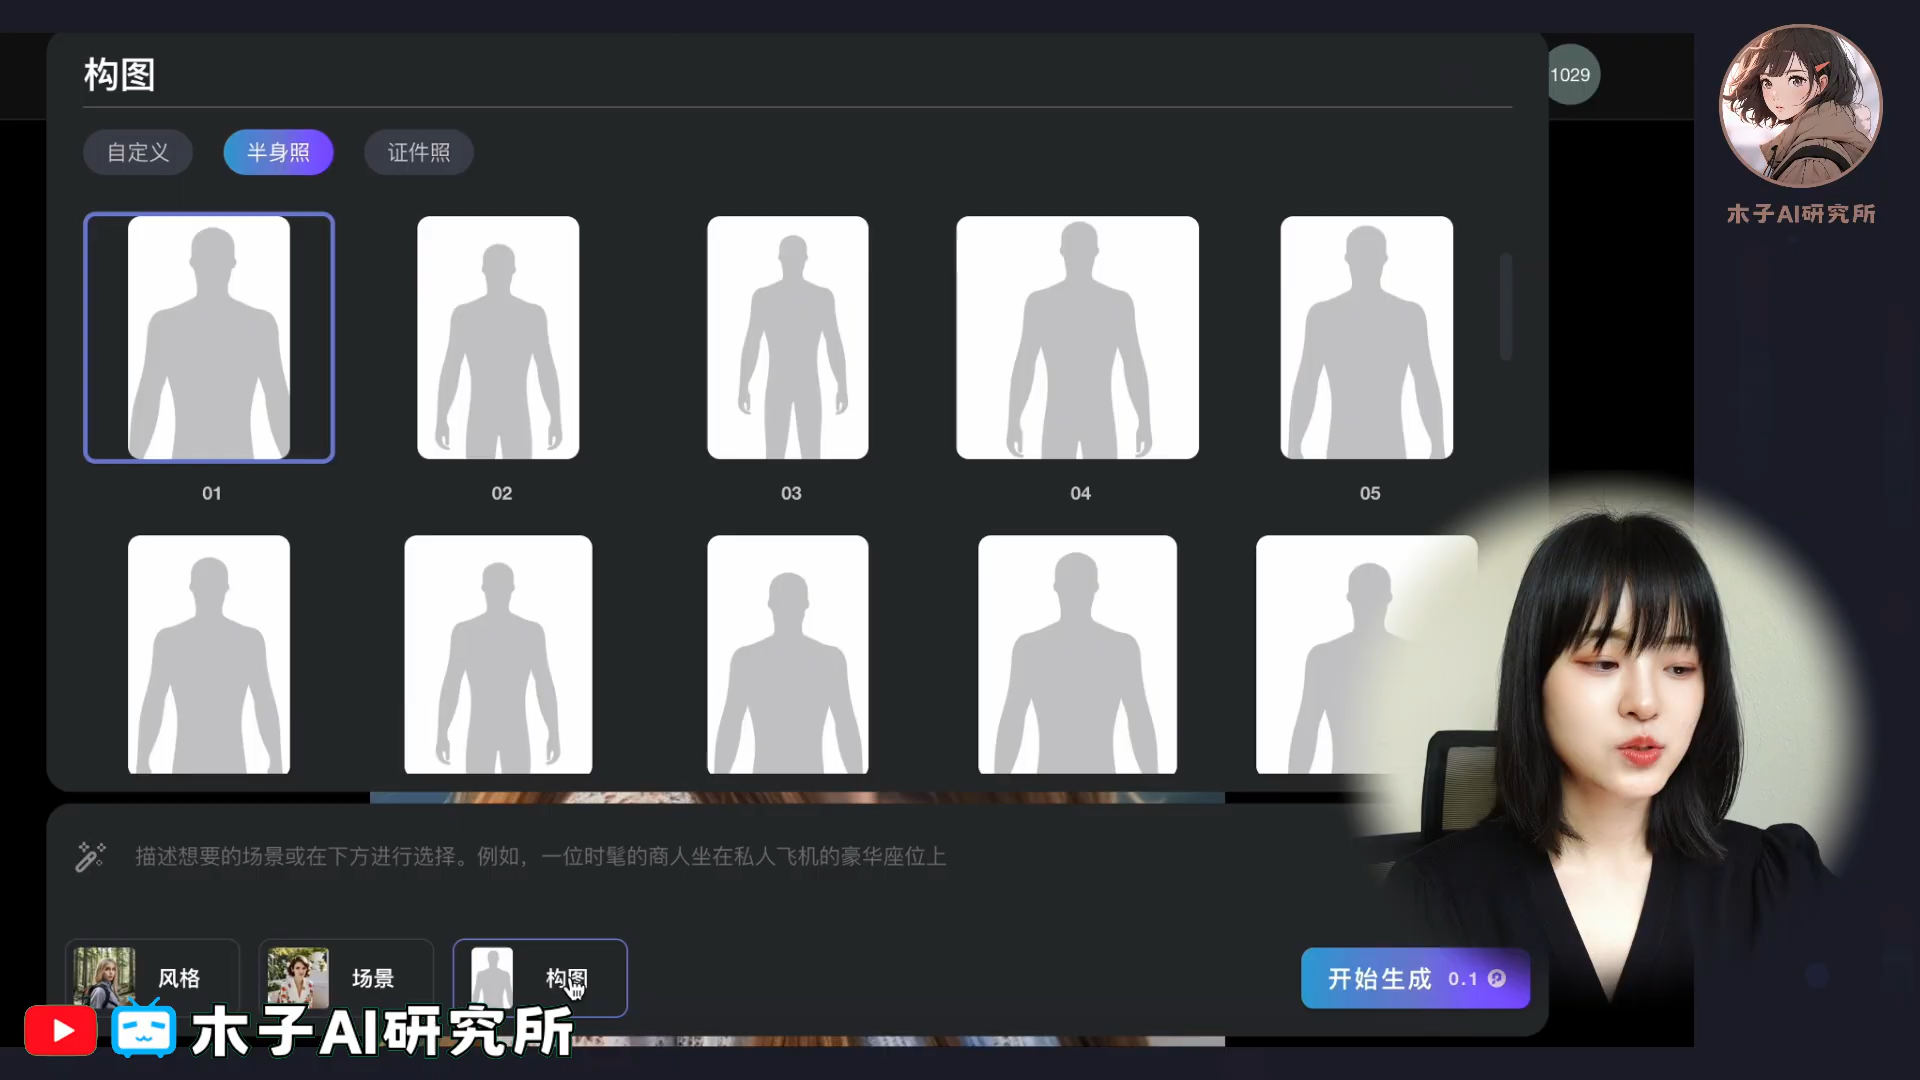 构图
1029
自定义
半身照
证件照
木子AI研究所
01
02
03
04
05
描述想要的场景或在下方进行选择。例如，一位时髦的商人坐在私人飞机的豪华座位上
风格
场景
构图
开始生成 0.1
木子AI研究所